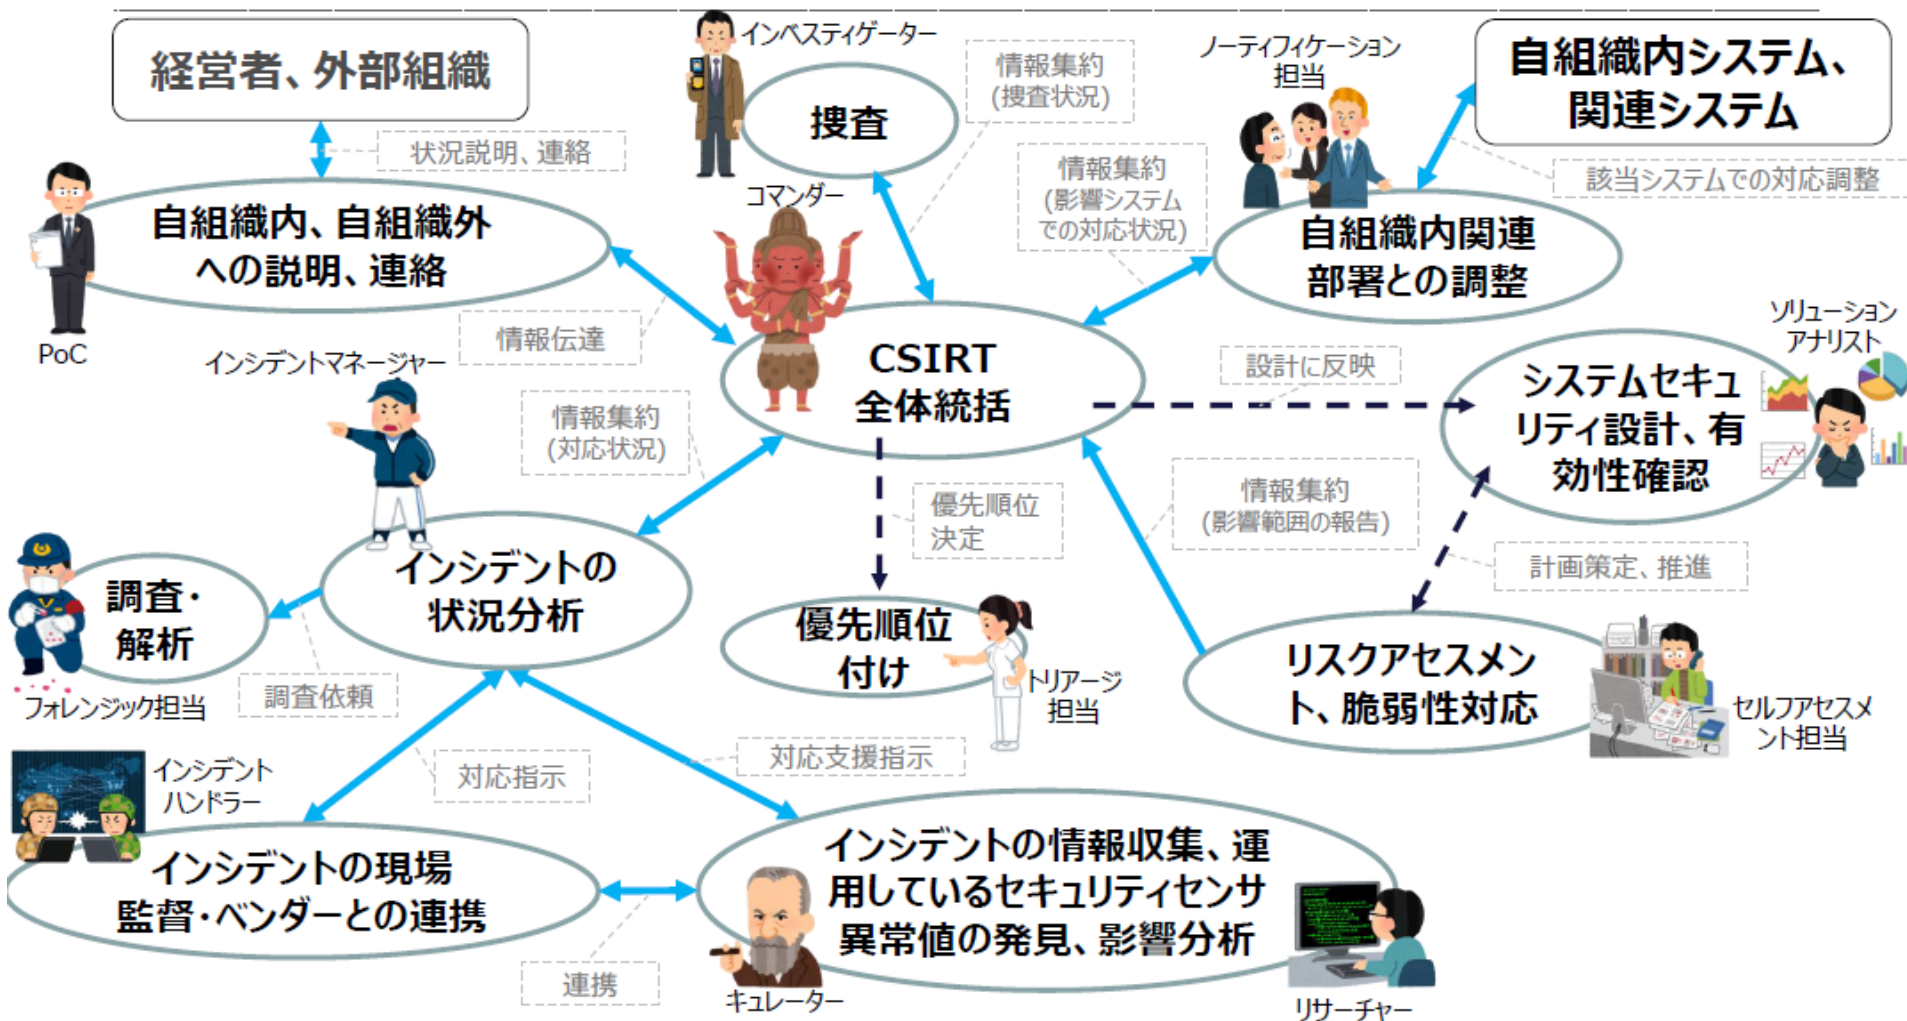 経営者、外部組織
状況説明、連絡
自組織内、自組織外
への説明、連絡
PoC
情報伝達
インベスティゲーター
捜査
情報集約
(捜査状況)
コマンダー
CSIRT
全体統括
ノーティフィケーション
担当
自組織内システム、
関連システム
該当システムでの対応調整
情報集約
(影響システム
での対応状況)
自組織内関連
部署との調整
ソリューション
アナリスト
システムセキュ
リティ設計、有
効性確認
設計に反映
インシデントマネージャー
情報集約
(対応状況)
インシデントの
状況分析
優先順位
決定
優先順位
付け
トリアージ
担当
情報集約
(影響範囲の報告)
計画策定、推進
リスクアセスメン
ト、脆弱性対応
セルフアセスメ
ント担当
調査・
解析
フォレンジック担当
調査依頼
対応指示
対応支援指示
インシデント
ハンドラー
インシデントの現場
監督・ベンダーとの連携
連携
インシデントの情報収集、運
用しているセキュリティセンサ
異常値の発見、影響分析
キュレーター
リサーチャー